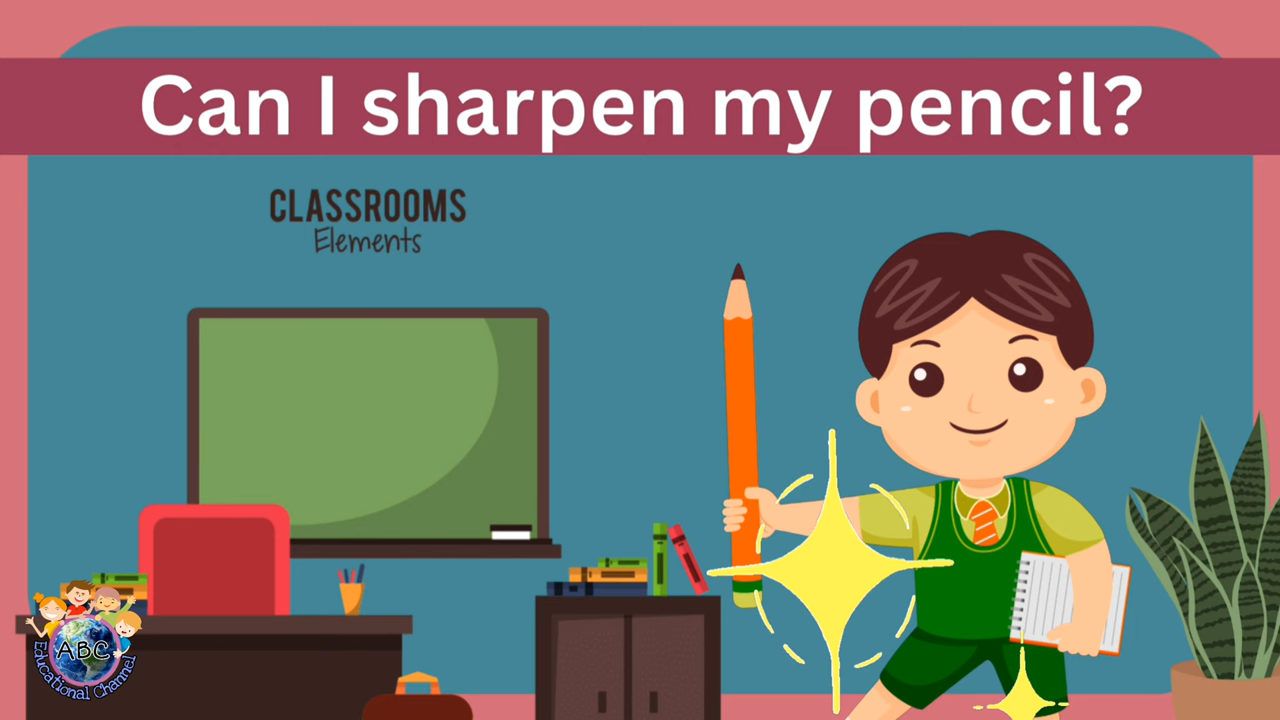 Can I sharpen my pencil?
CLASSROOMS
Elements
ABC
Educational Channel